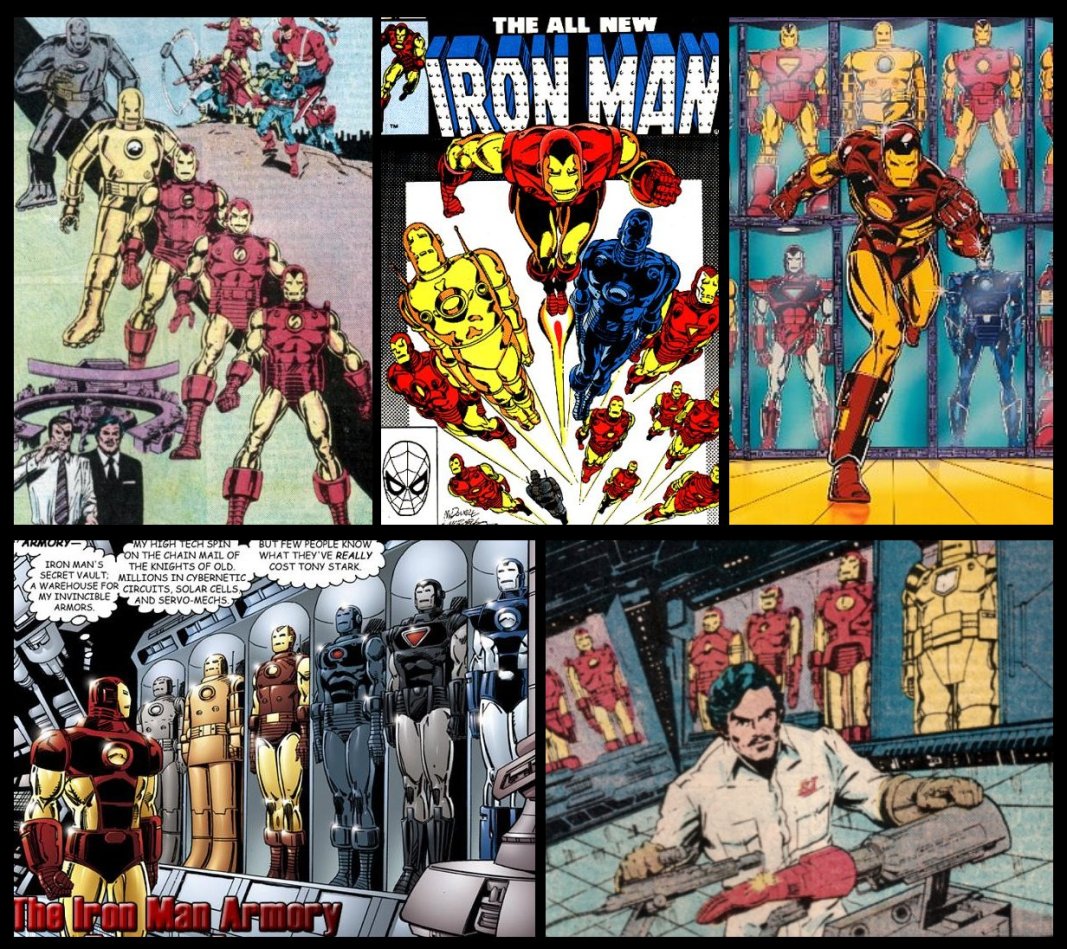 THE ALL NEW
IRON MAN
TM
ARMORY—
IRON MAN'S
SECRET VAULT;
A WAREHOUSE FOR
MY INVINCIBLE
ARMORS.
MY HIGH TECH SPIN
ON THE CHAIN MAIL OF
THE KNIGHTS OF OLD.
MILLIONS IN CYBERNETIC
CIRCUITS, SOLAR CELLS,
AND SERVO-MECHS.
BUT FEW PEOPLE KNOW
WHAT THEY'VE REALLY
COST TONY STARK.
The Iron Man Armory
SI